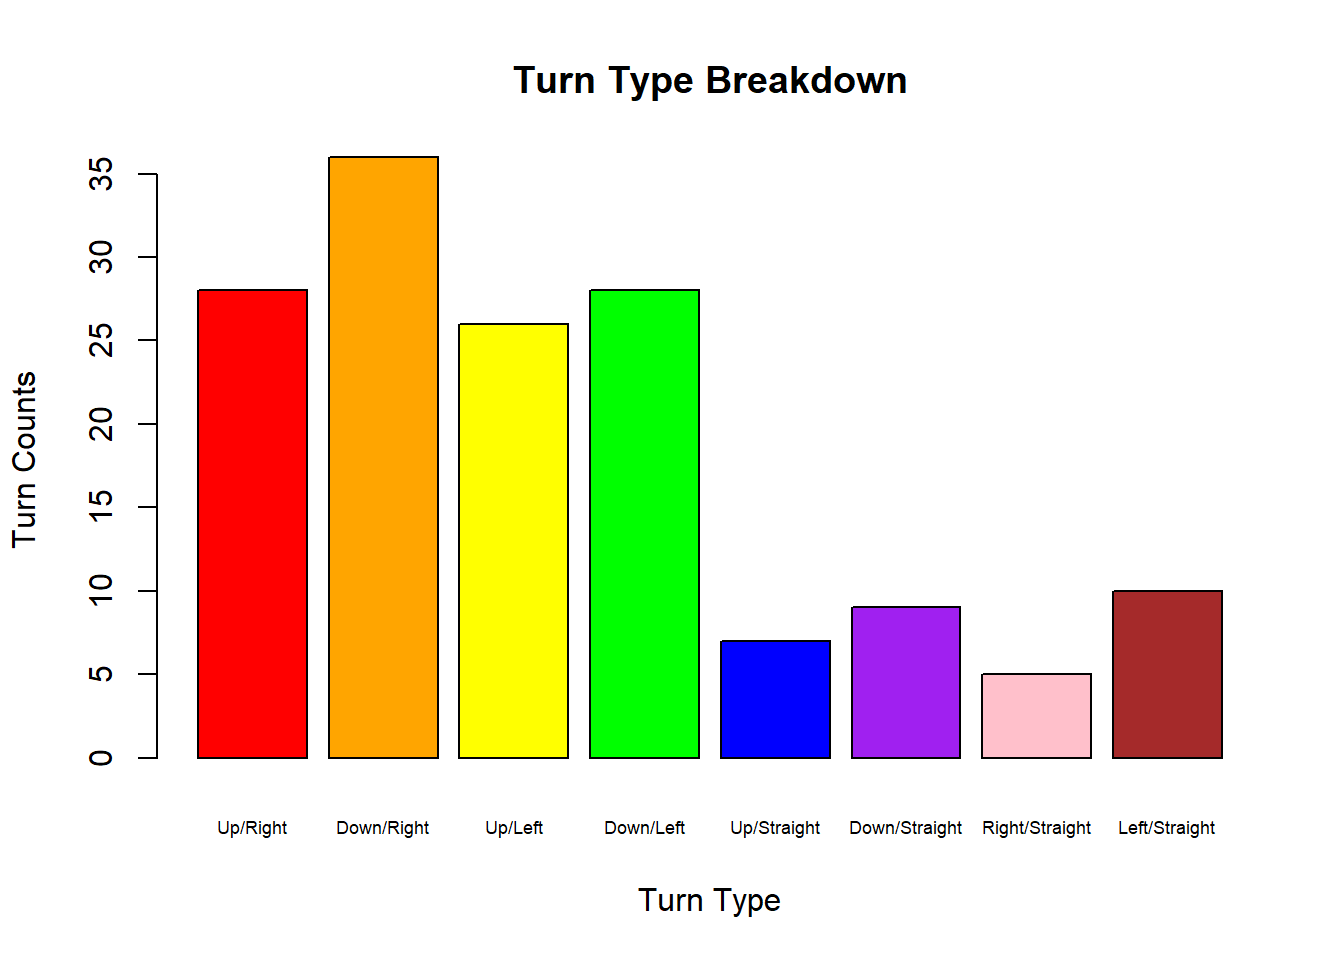 Turn Type Breakdown
Turn Counts
35
30
25
20
15
10
5
0
Up/Right Down/Right Up/Left Down/Left Up/Straight Down/Straight Right/Straight Left/Straight
Turn Type